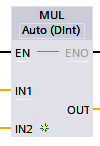 MUL
Auto (DInt)
EN ENO
IN1
OUT
IN2